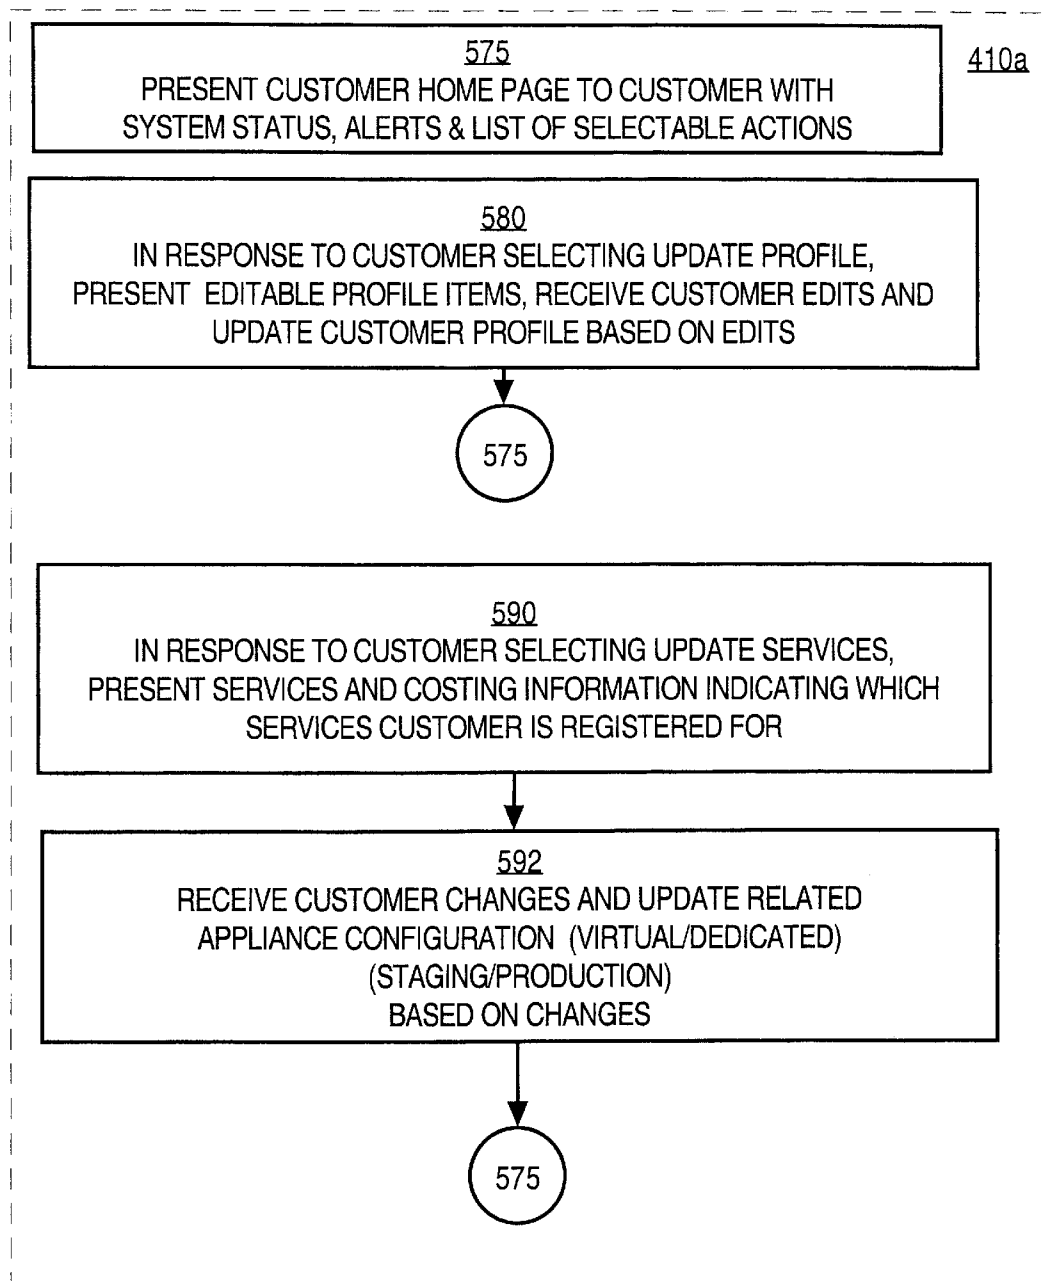 575
410a
PRESENT CUSTOMER HOME PAGE TO CUSTOMER WITH
SYSTEM STATUS, ALERTS & LIST OF SELECTABLE ACTIONS
580
IN RESPONSE TO CUSTOMER SELECTING UPDATE PROFILE,
PRESENT EDITABLE PROFILE ITEMS, RECEIVE CUSTOMER EDITS AND
UPDATE CUSTOMER PROFILE BASED ON EDITS
575
590
IN RESPONSE TO CUSTOMER SELECTING UPDATE SERVICES,
PRESENT SERVICES AND COSTING INFORMATION INDICATING WHICH
SERVICES CUSTOMER IS REGISTERED FOR
592
RECEIVE CUSTOMER CHANGES AND UPDATE RELATED
APPLIANCE CONFIGURATION (VIRTUAL/DEDICATED)
(STAGING/PRODUCTION)
BASED ON CHANGES
575